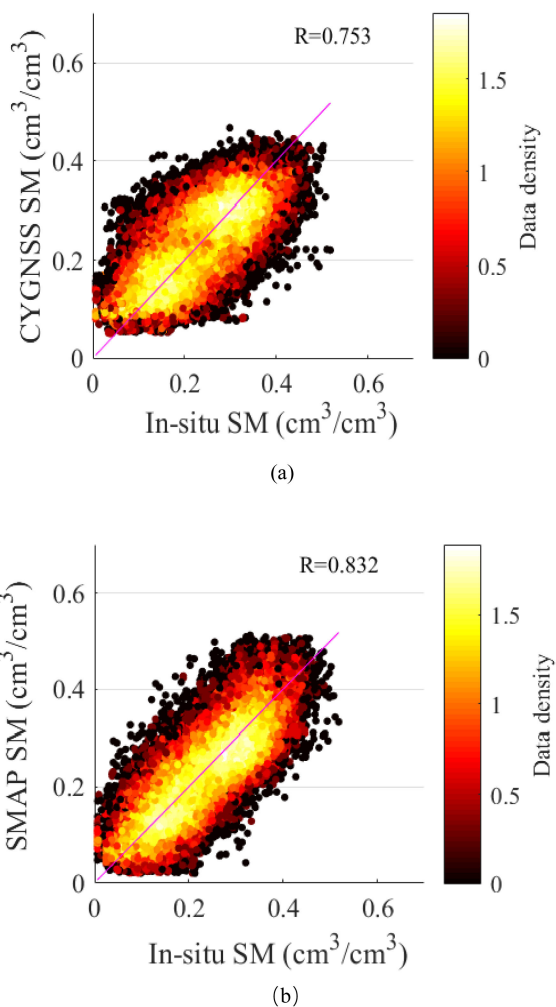 R=0.753
0.6
0.4
0.2
0
0 0.2 0.4 0.6
CYGNSS SM (cm³/cm³)
In-situ SM (cm³/cm³)
1.5
1
0.5
0
Data density
(a)
R=0.832
0.6
0.4
0.2
0
0 0.2 0.4 0.6
SMAP SM (cm³/cm³)
In-situ SM (cm³/cm³)
1.5
1
0.5
0
Data density
(b)